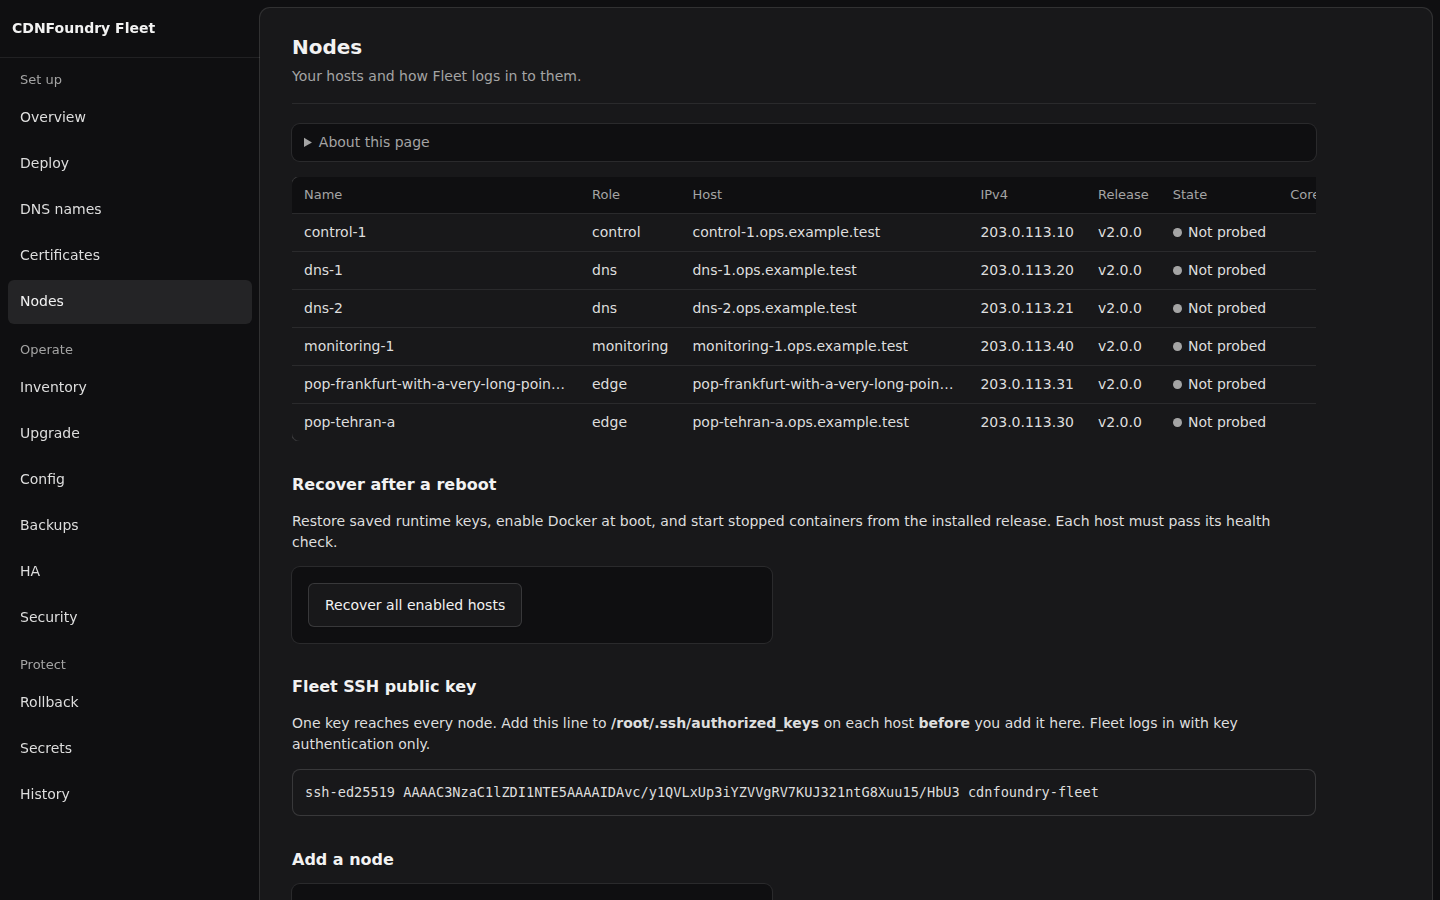 CDNFoundry Fleet
Set up
Overview
Deploy
DNS names
Certificates
Nodes
Operate
Inventory
Upgrade
Config
Backups
HA
Security
Protect
Rollback
Secrets
History
Nodes
Your hosts and how Fleet logs in to them.
▶ About this page
Name Role Host IPv4 Release State Core
control-1 control control-1.ops.example.test 203.0.113.10 v2.0.0 Not probed
dns-1 dns dns-1.ops.example.test 203.0.113.20 v2.0.0 Not probed
dns-2 dns dns-2.ops.example.test 203.0.113.21 v2.0.0 Not probed
monitoring-1 monitoring monitoring-1.ops.example.test 203.0.113.40 v2.0.0 Not probed
pop-frankfurt-with-a-very-long-poin… edge pop-frankfurt-with-a-very-long-poin… 203.0.113.31 v2.0.0 Not probed
pop-tehran-a edge pop-tehran-a.ops.example.test 203.0.113.30 v2.0.0 Not probed
Recover after a reboot
Restore saved runtime keys, enable Docker at boot, and start stopped containers from the installed release. Each host must pass its health
check.
Recover all enabled hosts
Fleet SSH public key
One key reaches every node. Add this line to /root/.ssh/authorized_keys on each host before you add it here. Fleet logs in with key
authentication only.
ssh-ed25519 AAAAC3NzaC1lZDI1NTE5AAAAIDAvc/y1QVLxUp3iYZVVgRV7KUJ321ntG8Xuu15/HbU3 cdnfoundry-fleet
Add a node